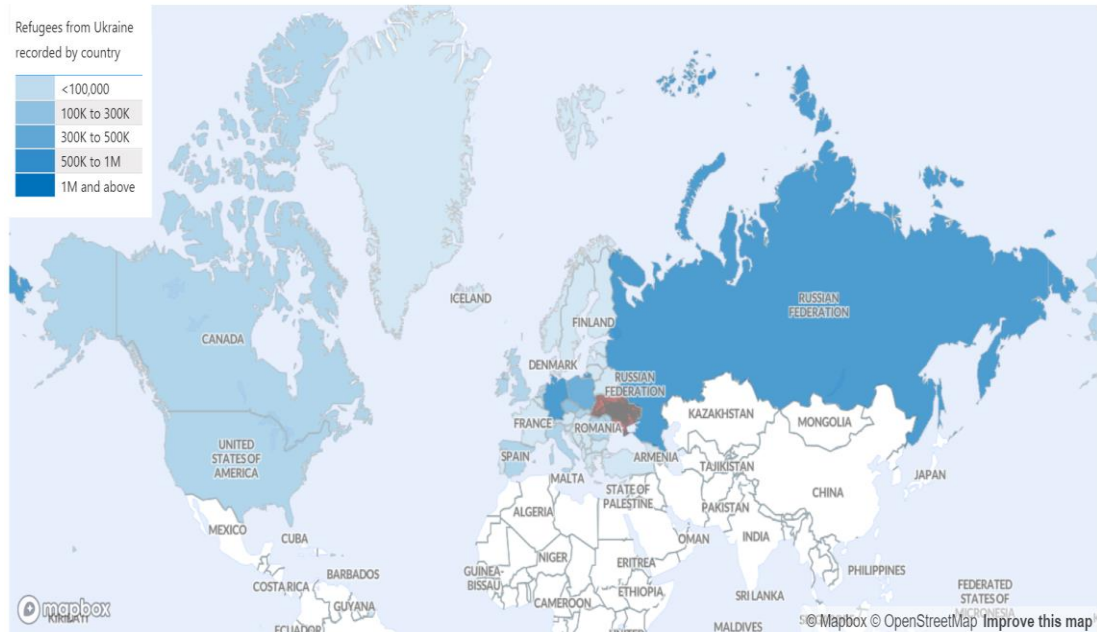 Refugees from Ukraine
recorded by country
<100,000
100K to 300K
300K to 500K
500K to 1M
1M and above
ICELAND
RUSSIAN
FEDERATION
FINLAND
CANADA
DENMARK
RUSSIAN
FEDERATION
KAZAKHSTAN
MONGOLIA
FRANCE
ROMANIA
UNITED
STATES OF
AMERICA
SPAIN
ARMENIA
TAJIKISTAN
JAPAN
MALTA
STATE OF
PALESTINE
CHINA
PAKISTAN
MEXICO
ALGERIA
CUBA
OMAN
INDIA
NIGER
ERITREA
BARBADOS
GUINEA-
BISSAU
PHILIPPINES
COSTA RICA
ETHIOPIA
CAMEROON
SRI LANKA
FEDERATED
STATES OF
MICRONESIA
GUYANA
mapbox
KIRIBATI
ECUADOR
MALDIVES
© Mapbox © OpenStreetMap Improve this map